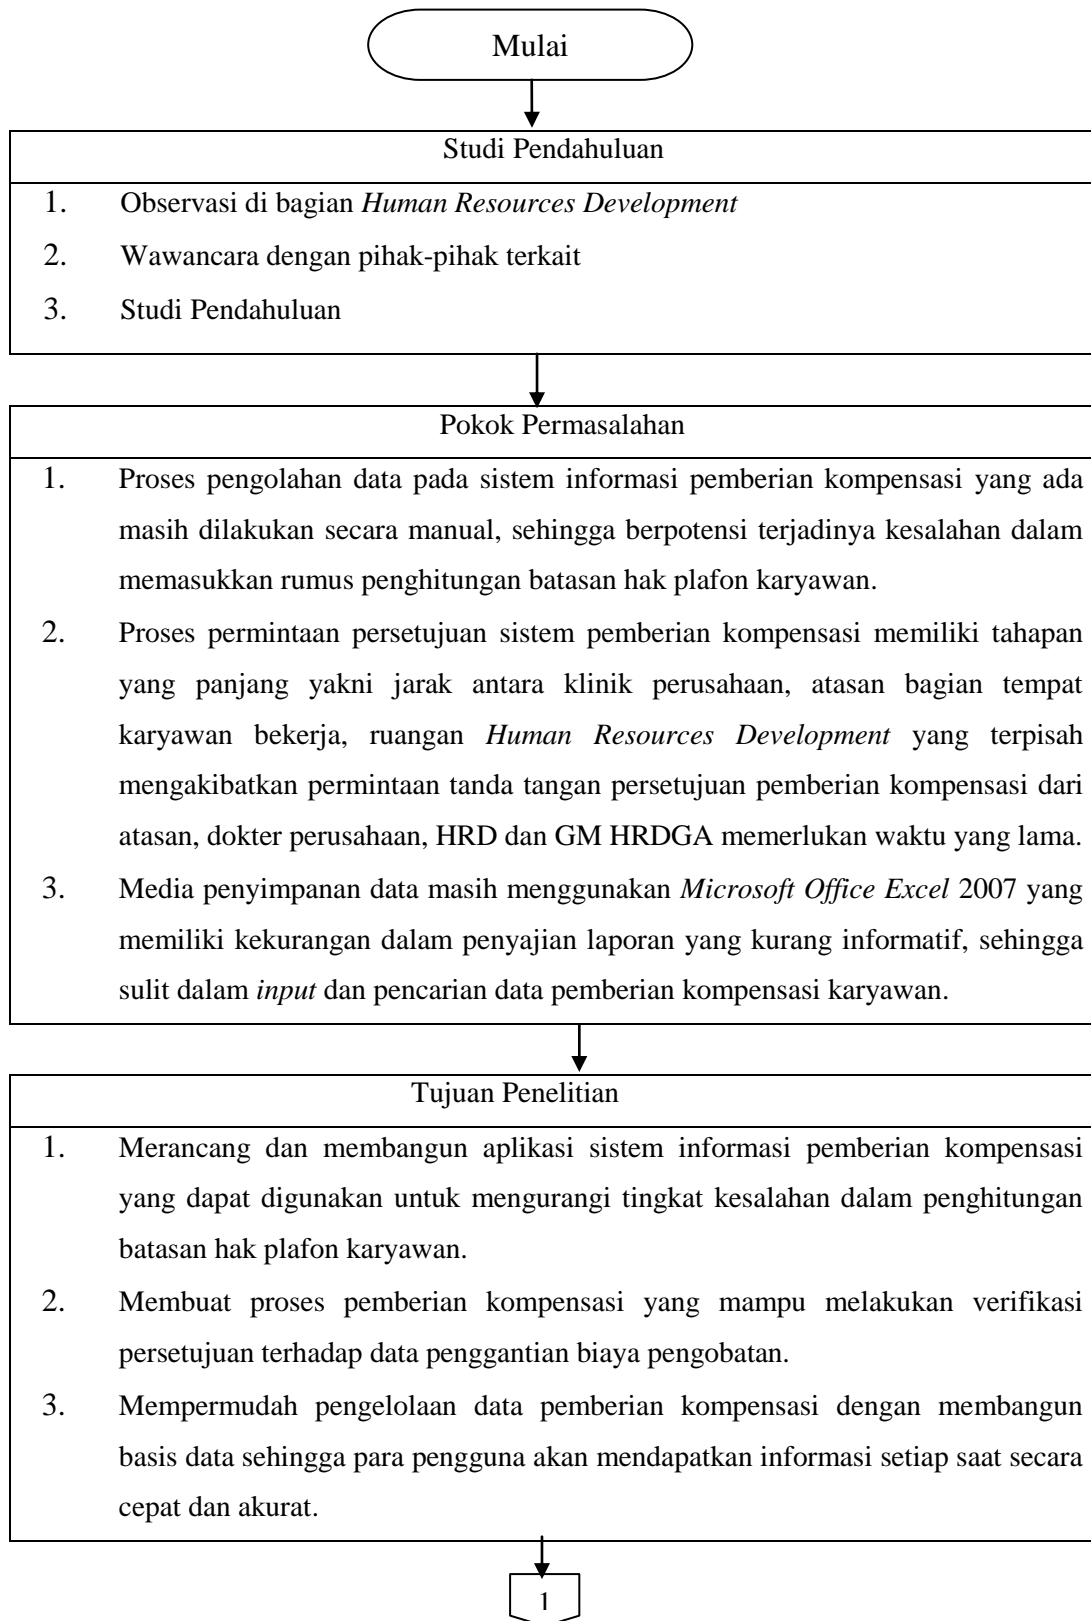 Mulai
Studi Pendahuluan
1. Observasi di bagian Human Resources Development
2. Wawancara dengan pihak-pihak terkait
3. Studi Pendahuluan
Pokok Permasalahan
1. Proses pengolahan data pada sistem informasi pemberian kompensasi yang ada
masih dilakukan secara manual, sehingga berpotensi terjadinya kesalahan dalam
memasukkan rumus penghitungan batasan hak plafon karyawan.
2. Proses permintaan persetujuan sistem pemberian kompensasi memiliki tahapan
yang panjang yakni jarak antara klinik perusahaan, atasan bagian tempat
karyawan bekerja, ruangan Human Resources Development yang terpisah
mengakibatkan permintaan tanda tangan persetujuan pemberian kompensasi dari
atasan, dokter perusahaan, HRD dan GM HRDGA memerlukan waktu yang lama.
3. Media penyimpanan data masih menggunakan Microsoft Office Excel 2007 yang
memiliki kekurangan dalam penyajian laporan yang kurang informatif, sehingga
sulit dalam input dan pencarian data pemberian kompensasi karyawan.
Tujuan Penelitian
1. Merancang dan membangun aplikasi sistem informasi pemberian kompensasi
yang dapat digunakan untuk mengurangi tingkat kesalahan dalam penghitungan
batasan hak plafon karyawan.
2. Membuat proses pemberian kompensasi yang mampu melakukan verifikasi
persetujuan terhadap data penggantian biaya pengobatan.
3. Mempermudah pengelolaan data pemberian kompensasi dengan membangun
basis data sehingga para pengguna akan mendapatkan informasi setiap saat secara
cepat dan akurat.
1